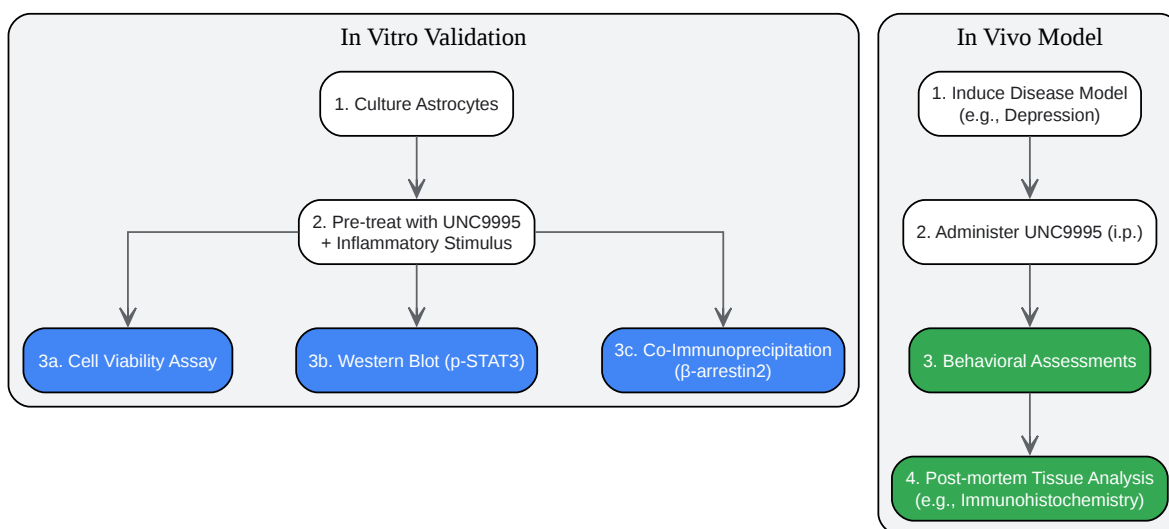 In Vitro Validation
1. Culture Astrocytes
2. Pre-treat with UNC9995
+ Inflammatory Stimulus
3a. Cell Viability Assay
3b. Western Blot (p-STAT3)
3c. Co-Immunoprecipitation
(β-arrestin2)
In Vivo Model
1. Induce Disease Model
(e.g., Depression)
2. Administer UNC9995 (i.p.)
3. Behavioral Assessments
4. Post-mortem Tissue Analysis
(e.g., Immunohistochemistry)